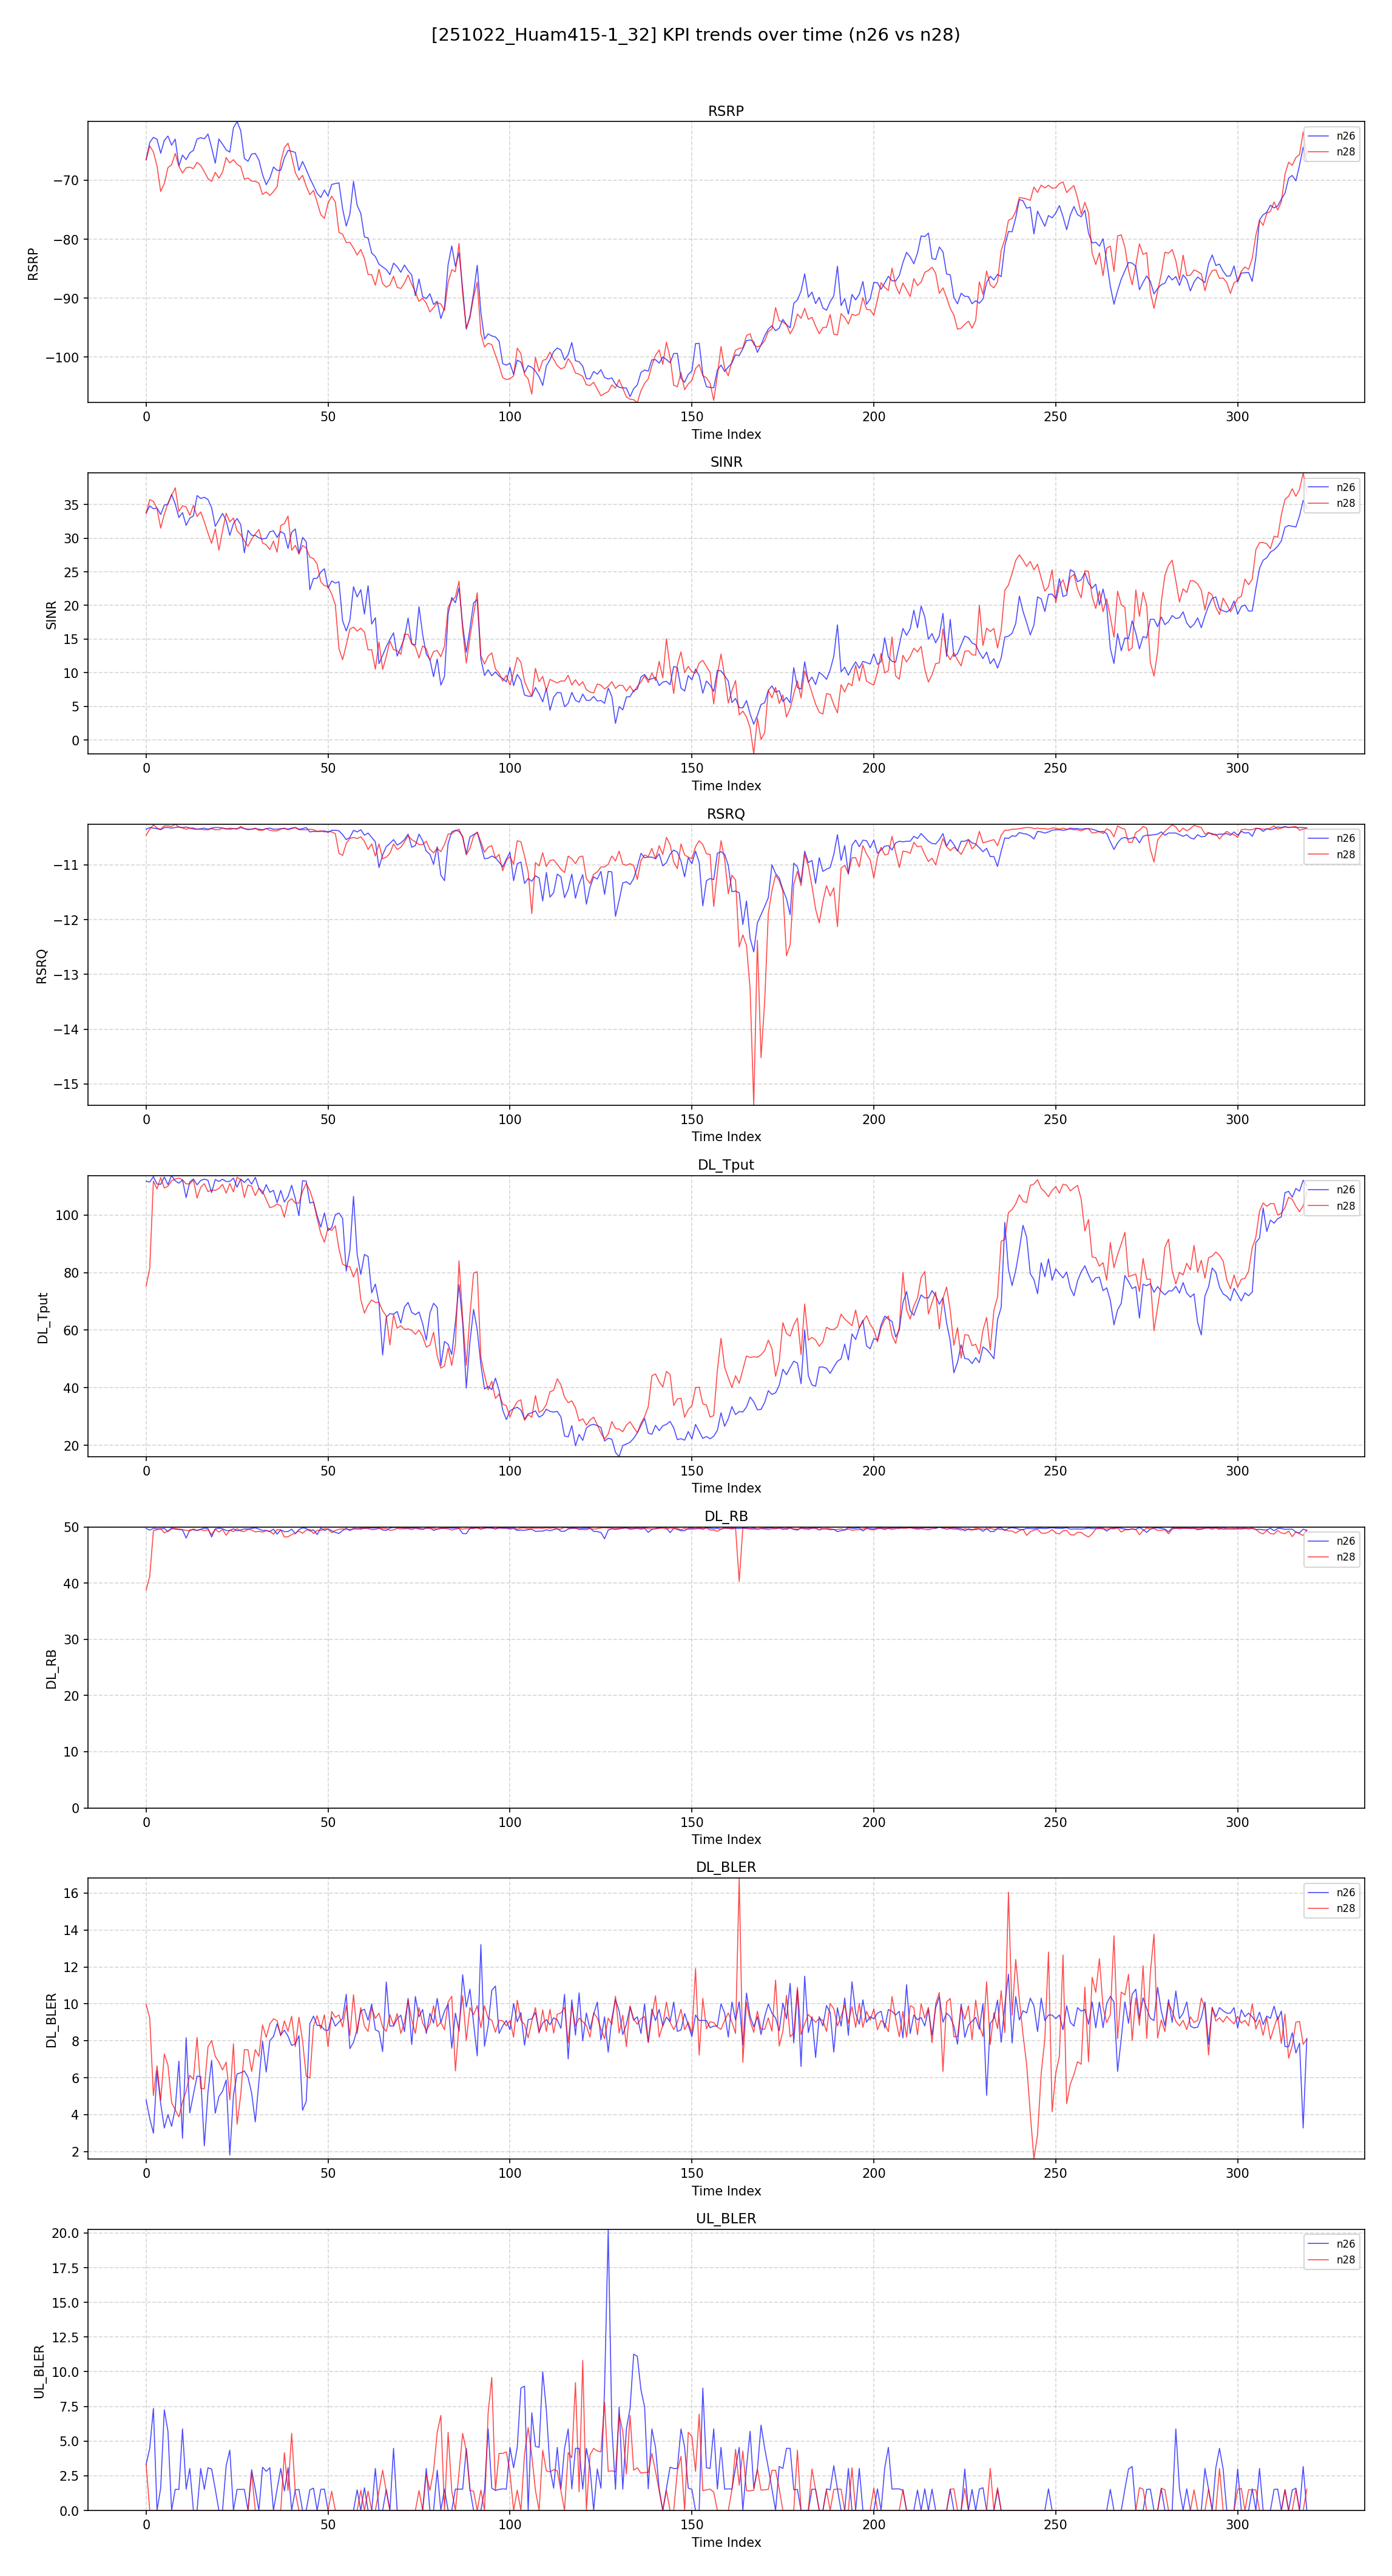 [251022_Huam415-1_32] KPI trends over time (n26 vs n28)
RSRP
n26
n28
−70
−80
−90
−100
RSRP
0 50 100 150 200 250 300
Time Index
SINR
n26
n28
35
30
25
20
15
10
5
0
SINR
0 50 100 150 200 250 300
Time Index
RSRQ
n26
n28
−11
−12
−13
−14
−15
RSRQ
0 50 100 150 200 250 300
Time Index
DL_Tput
n26
n28
100
80
60
40
20
DL_Tput
0 50 100 150 200 250 300
Time Index
DL_RB
n26
n28
50
40
30
20
10
0
DL_RB
0 50 100 150 200 250 300
Time Index
DL_BLER
n26
n28
16
14
12
10
8
6
4
2
DL_BLER
0 50 100 150 200 250 300
Time Index
UL_BLER
n26
n28
20.0
17.5
15.0
12.5
10.0
7.5
5.0
2.5
0.0
UL_BLER
0 50 100 150 200 250 300
Time Index